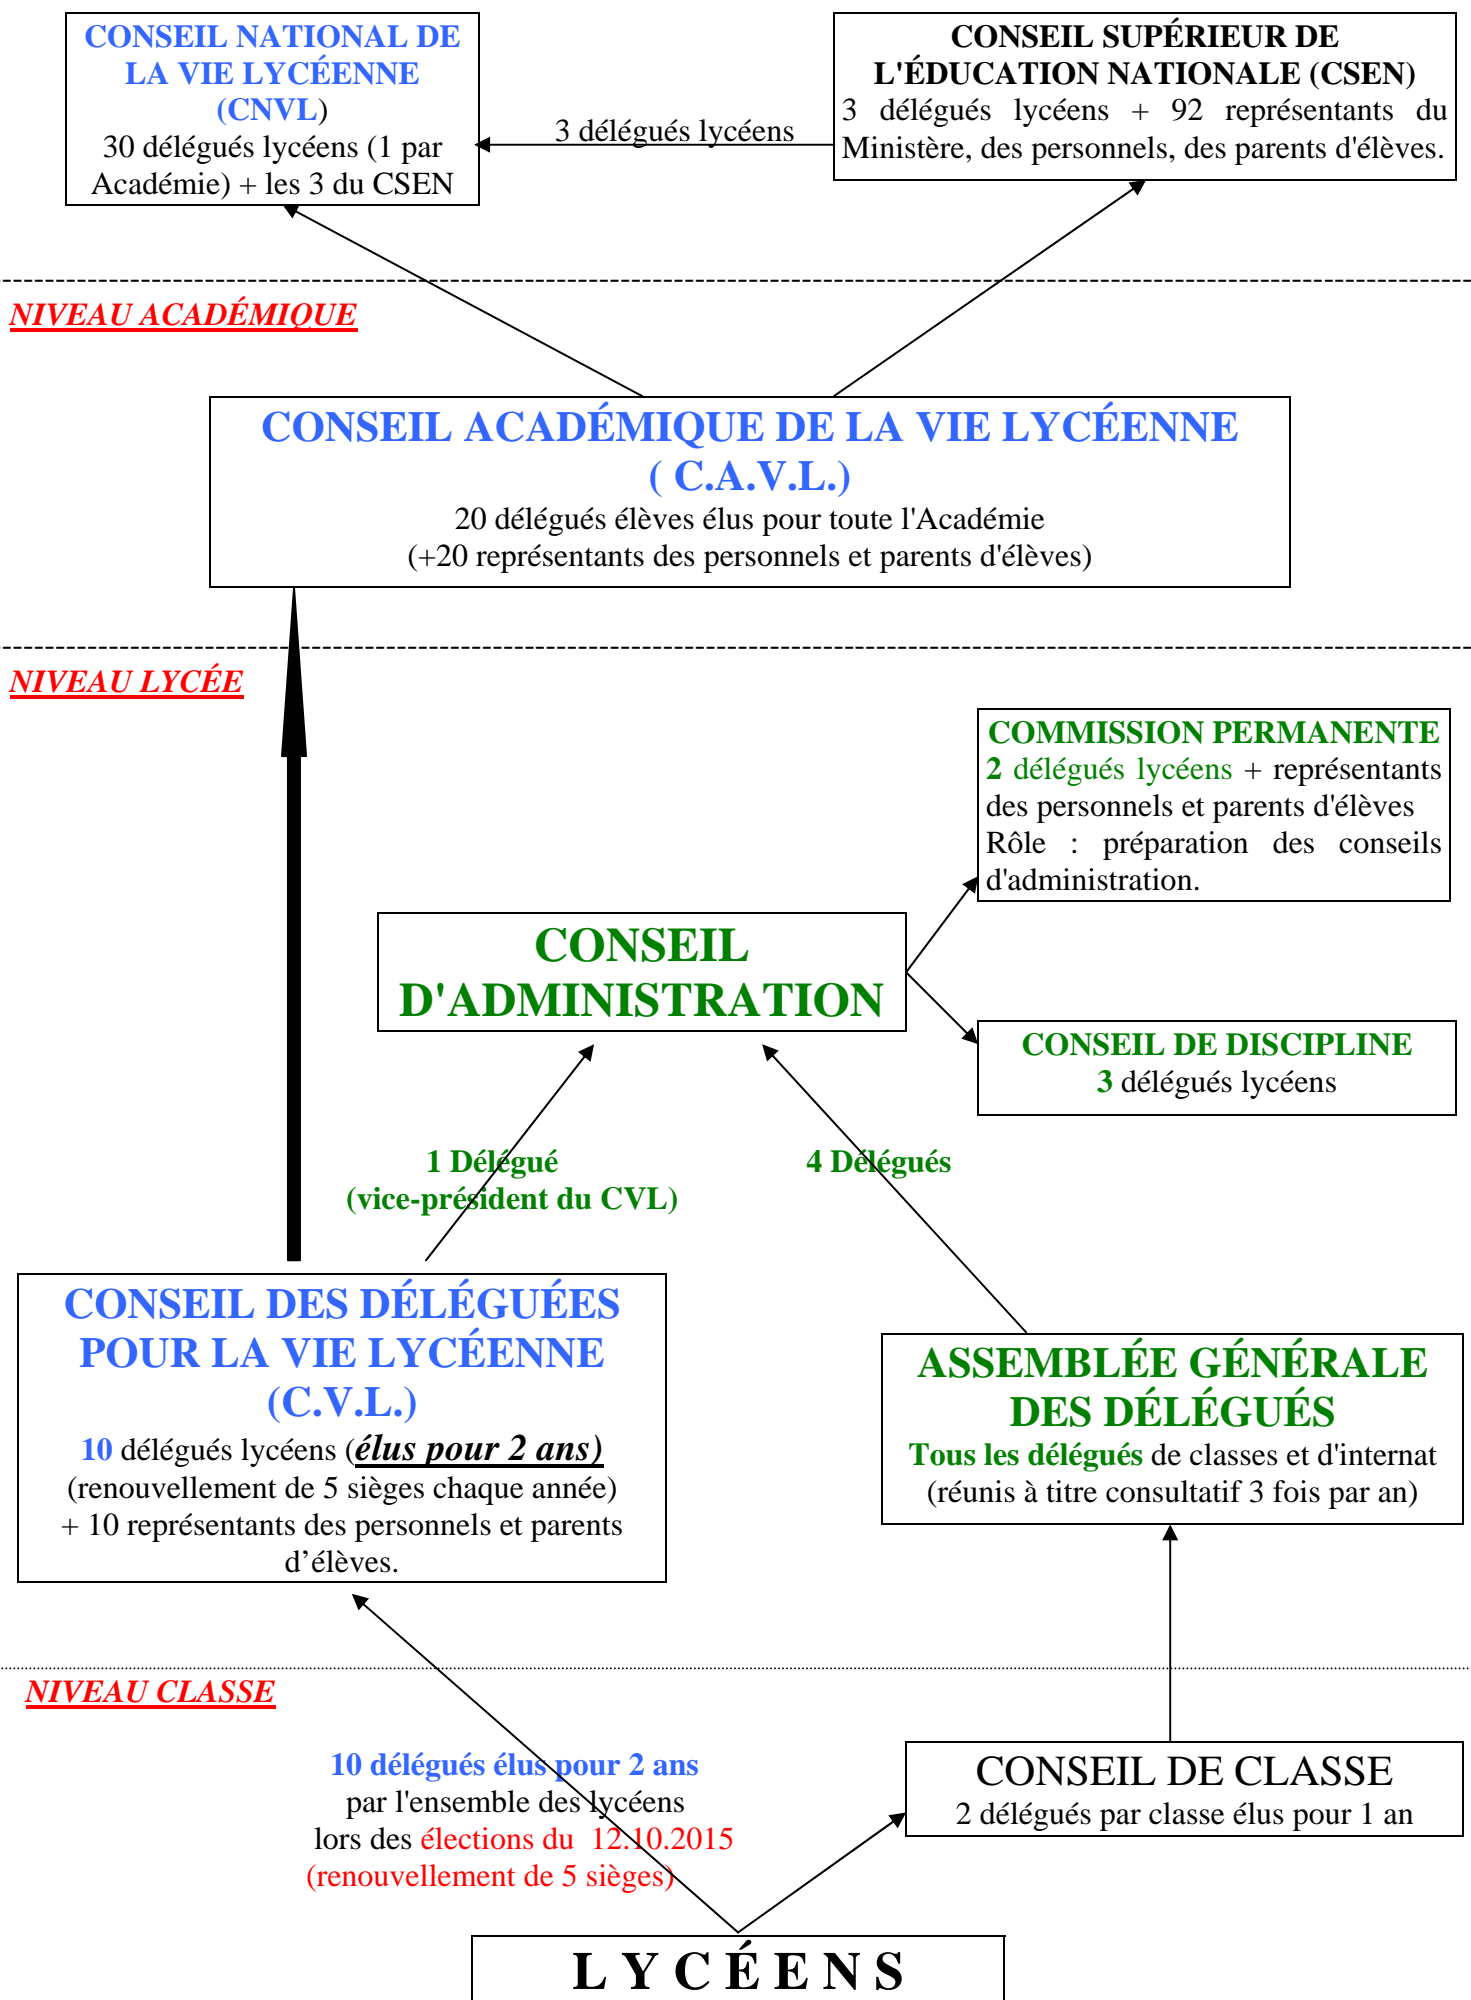 CONSEIL NATIONAL DE
LA VIE LYCÉENNE
(CNVL)
30 délégués lycéens (1 par
Académie) + les 3 du CSEN
3 délégués lycéens
CONSEIL SUPÉRIEUR DE
L'ÉDUCATION NATIONALE (CSEN)
3 délégués lycéens + 92 représentants du
Ministère, des personnels, des parents d'élèves.
NIVEAU ACADÉMIQUE
CONSEIL ACADÉMIQUE DE LA VIE LYCÉENNE
( C.A.V.L.)
20 délégués élèves élus pour toute l'Académie
(+20 représentants des personnels et parents d'élèves)
NIVEAU LYCÉE
COMMISSION PERMANENTE
2 délégués lycéens + représentants
des personnels et parents d'élèves
Rôle : préparation des conseils
d'administration.
CONSEIL
D'ADMINISTRATION
CONSEIL DE DISCIPLINE
3 délégués lycéens
1 Délégué
(vice-président du CVL)
4 Délégués
CONSEIL DES DÉLÉGUÉES
POUR LA VIE LYCÉENNE
(C.V.L.)
10 délégués lycéens (élus pour 2 ans)
(renouvellement de 5 sièges chaque année)
+ 10 représentants des personnels et parents
d’élèves.
ASSEMBLÉE GÉNÉRALE
DES DÉLÉGUÉS
Tous les délégués de classes et d'internat
(réunis à titre consultatif 3 fois par an)
NIVEAU CLASSE
10 délégués élus pour 2 ans
par l'ensemble des lycéens
lors des élections du 12.10.2015
(renouvellement de 5 sièges)
CONSEIL DE CLASSE
2 délégués par classe élus pour 1 an
L Y C É E N S